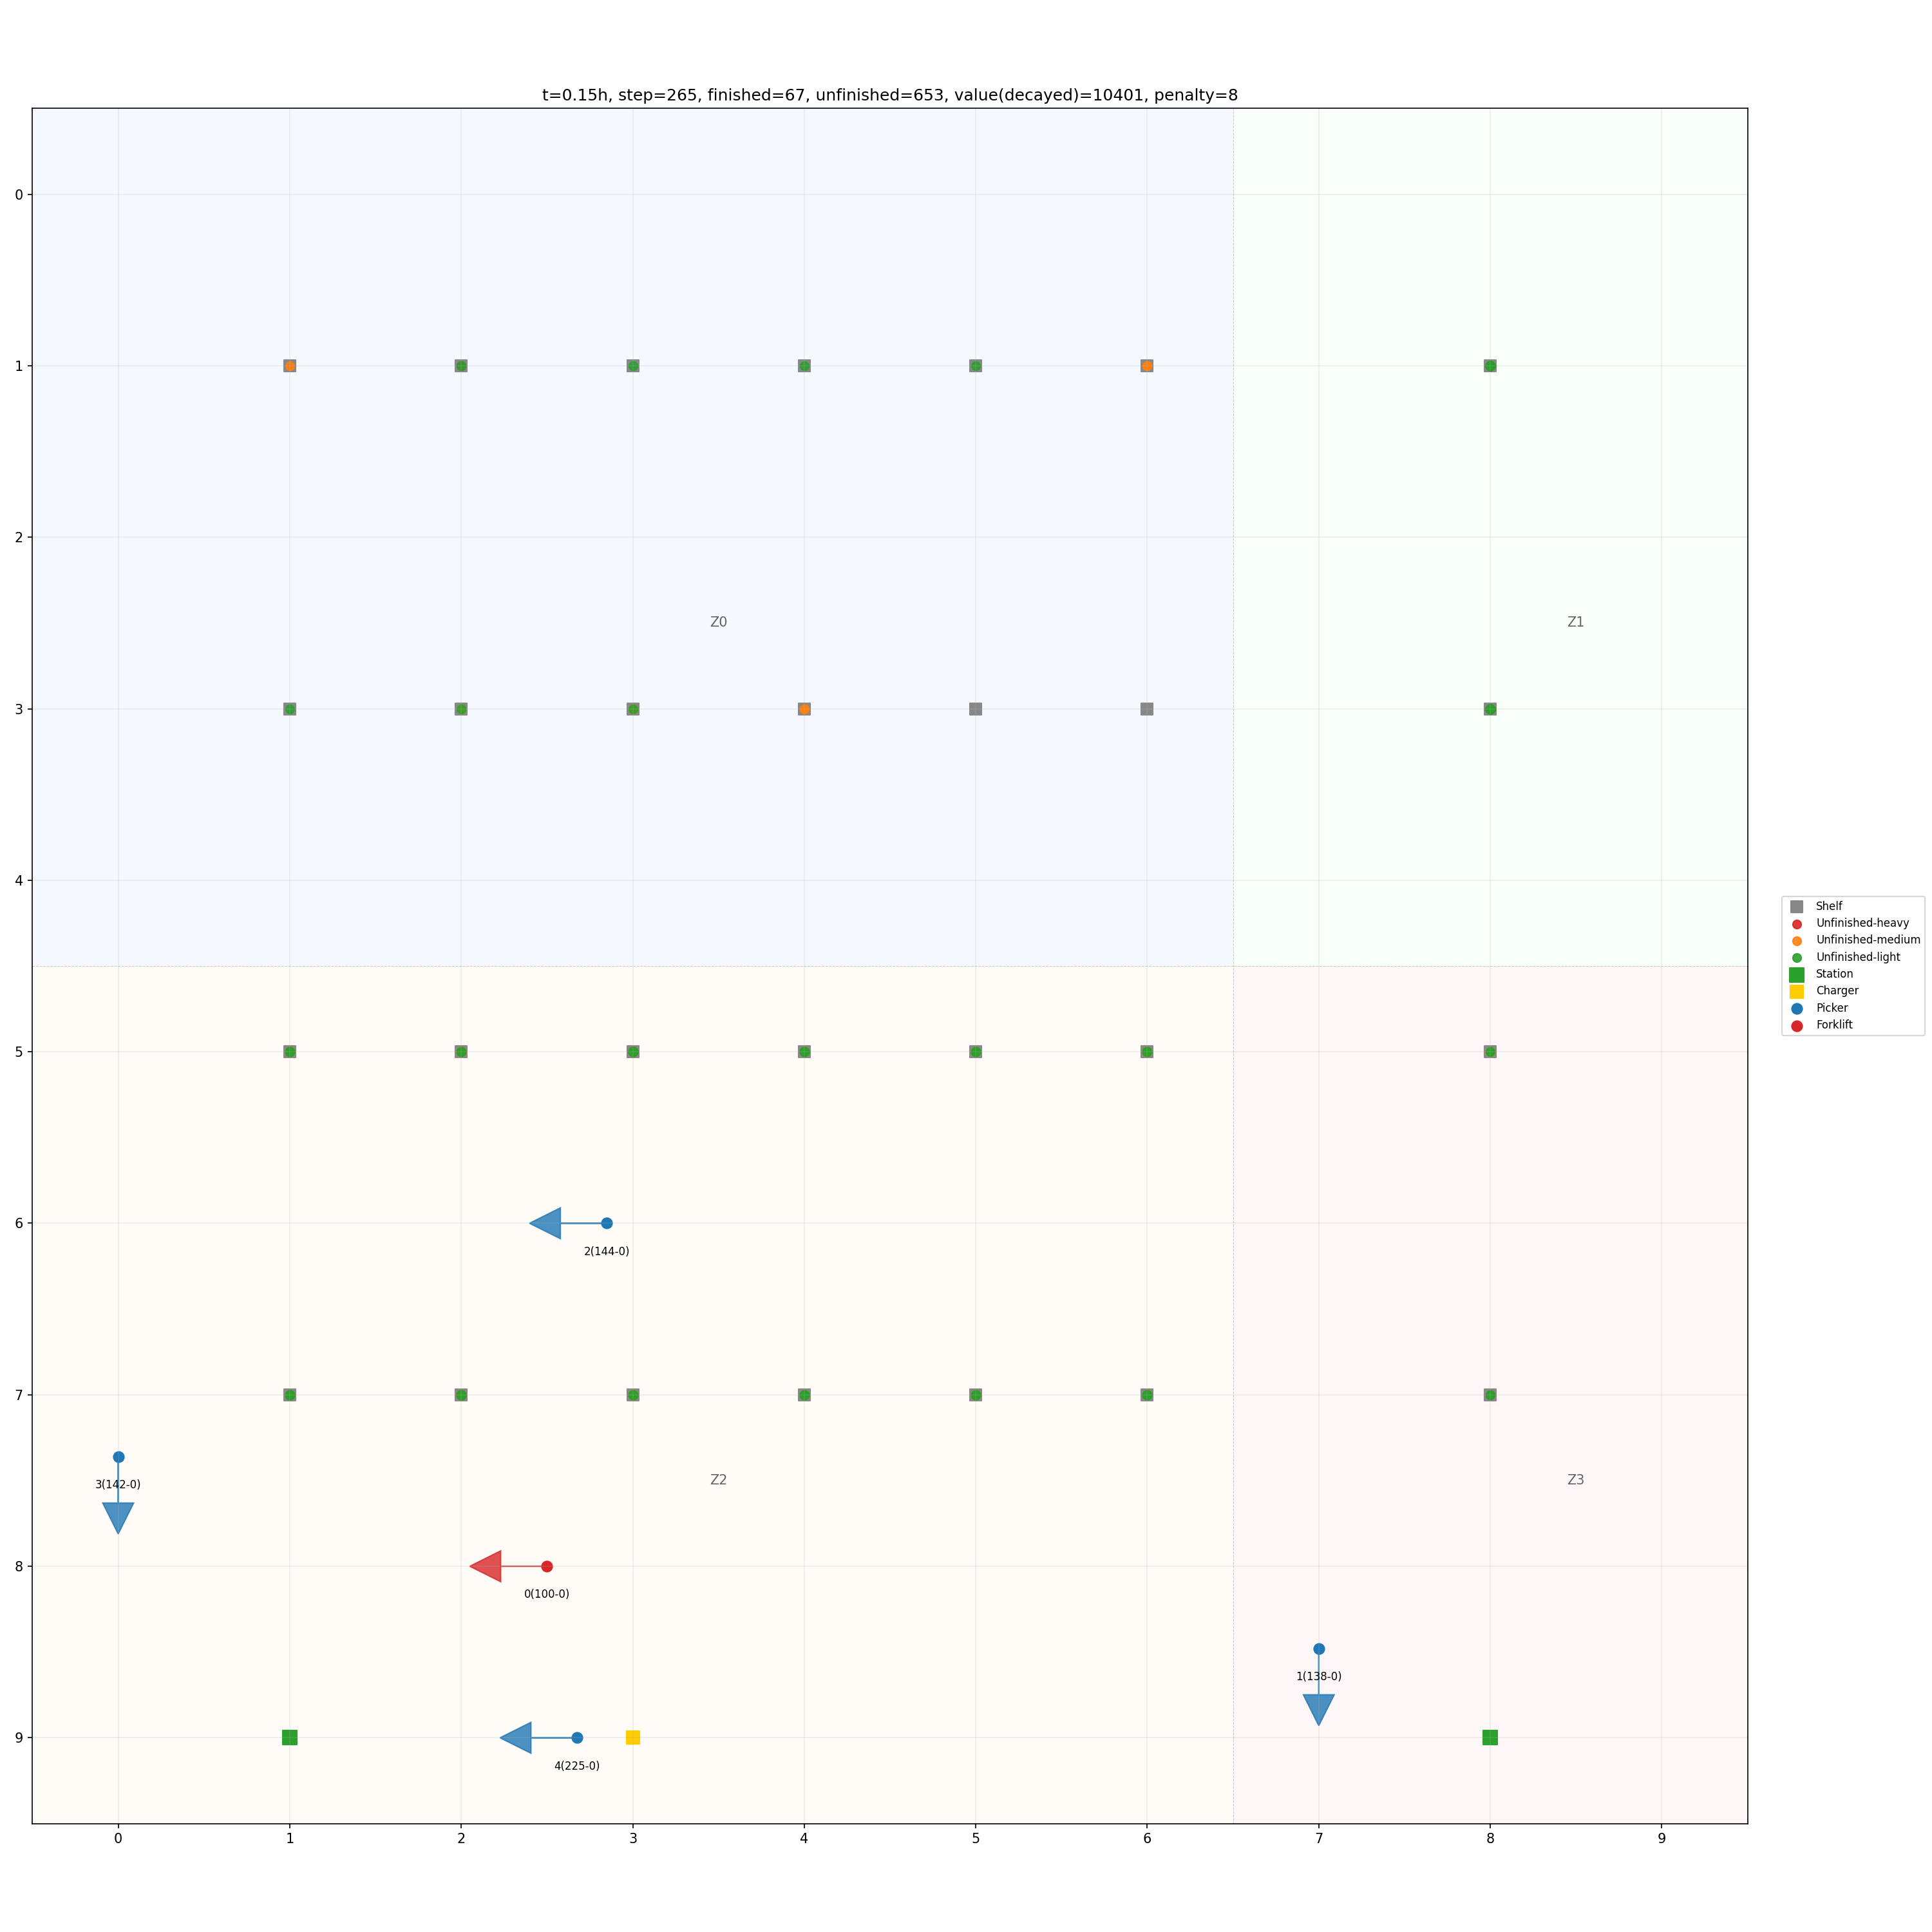 t=0.15h, step=265, finished=67, unfinished=653, value(decayed)=10401, penalty=8
0
1
2
Z0
Z1
3
4
Shelf
Unfinished-heavy
Unfinished-medium
Unfinished-light
Station
Charger
Picker
Forklift
5
6
2(144-0)
7
3(142-0)
Z2
Z3
8
0(100-0)
1(138-0)
9
4(225-0)
0 1 2 3 4 5 6 7 8 9